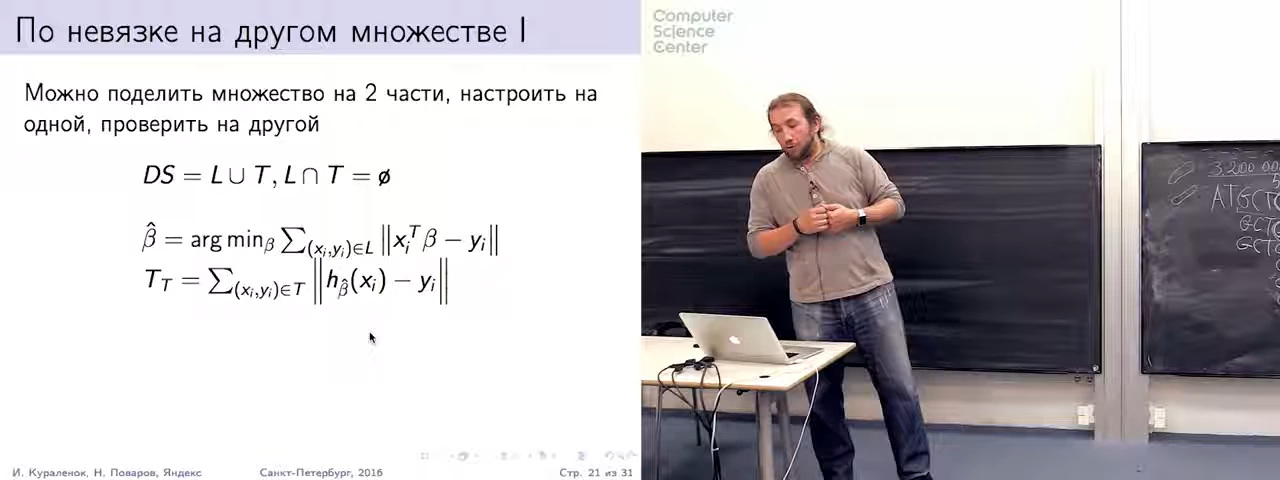 По невязке на другом множестве I
Можно поделить множество на 2 части, настроить на
одной, проверить на другой
DS = L ∪ T, L ∩ T = ø
β̂ = arg min_β ∑_{(x_i,y_i)∈L} ‖x_i^T β − y_i‖
T_T = ∑_{(x_i,y_i)∈T} ‖h_β̂(x_i) − y_i‖
И. Кураленок, Н. Поваров, Яндекс
Санкт-Петербург, 2016
Стр. 21 из 31
Computer
Science
Center
3 200 00
ATGCTC
GCTC
GCTC